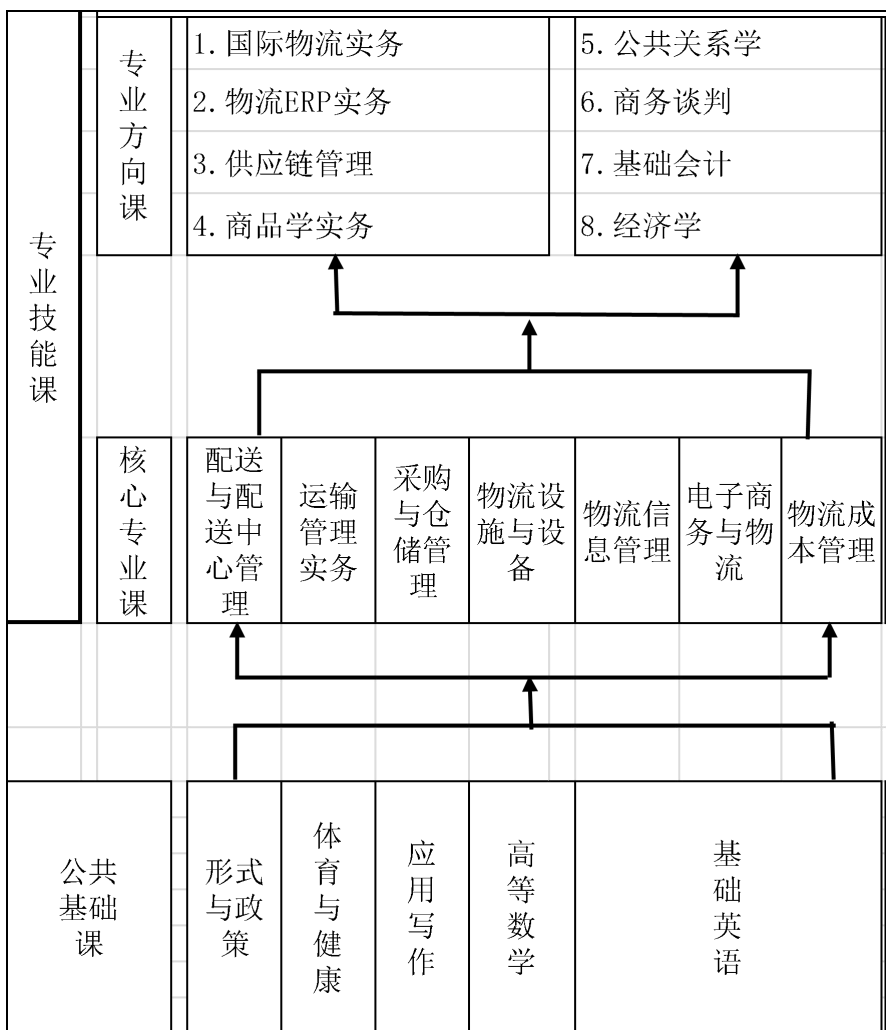 专业技能课
专业方向课
1.国际物流实务
2.物流ERP实务
3.供应链管理
4.商品学实务
5.公共关系学
6.商务谈判
7.基础会计
8.经济学
核心专业课
配送
与配
送中
心管
理
运输
管理
实务
采购
与仓
储管
理
物流设
施与设
备
物流信
息管理
电子商
务与物
流
物流成
本管理
公共
基础
课
形式
与政
策
体育与健康
应用写作
高等数学
基础英语